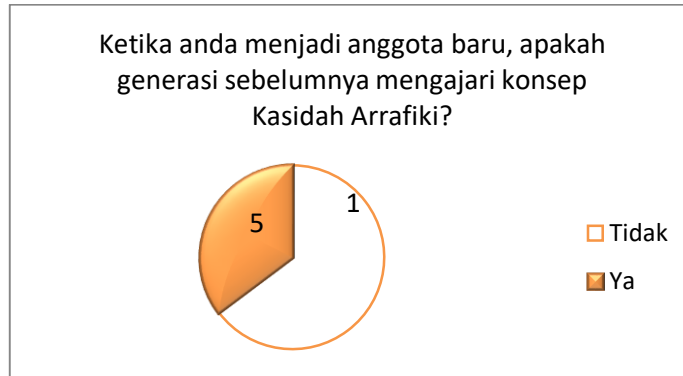 Ketika anda menjadi anggota baru, apakah
generasi sebelumnya mengajari konsep
Kasidah Arrafiki?
1
5
Tidak
Ya